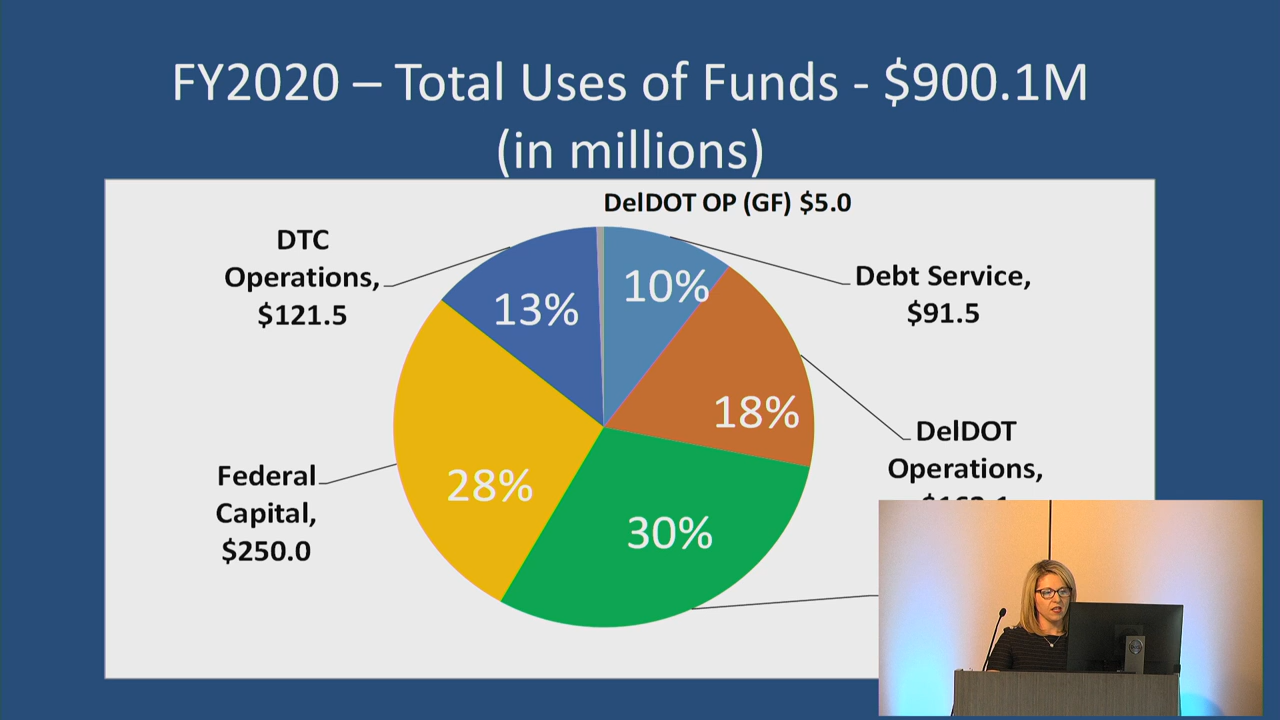 FY2020 – Total Uses of Funds - $900.1M
(in millions)
DelDOT OP (GF) $5.0
DTC
Operations,
$121.5
Debt Service,
$91.5
10%
13%
18%
DelDOT
Operations,
Federal
Capital,
$250.0
28%
30%